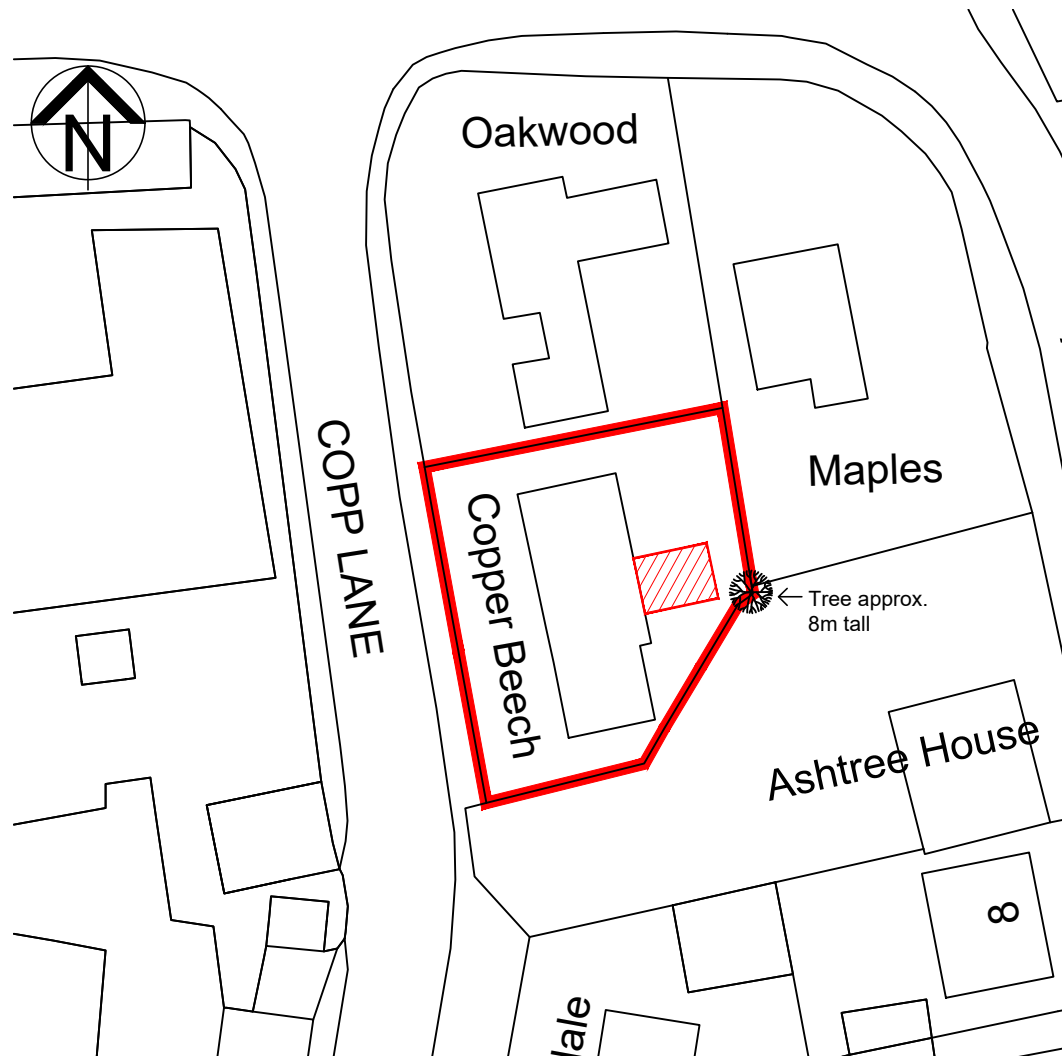 N
Oakwood
COPP LANE
Maples
Copper Beech
Tree approx.
8m tall
Ashtree House
8